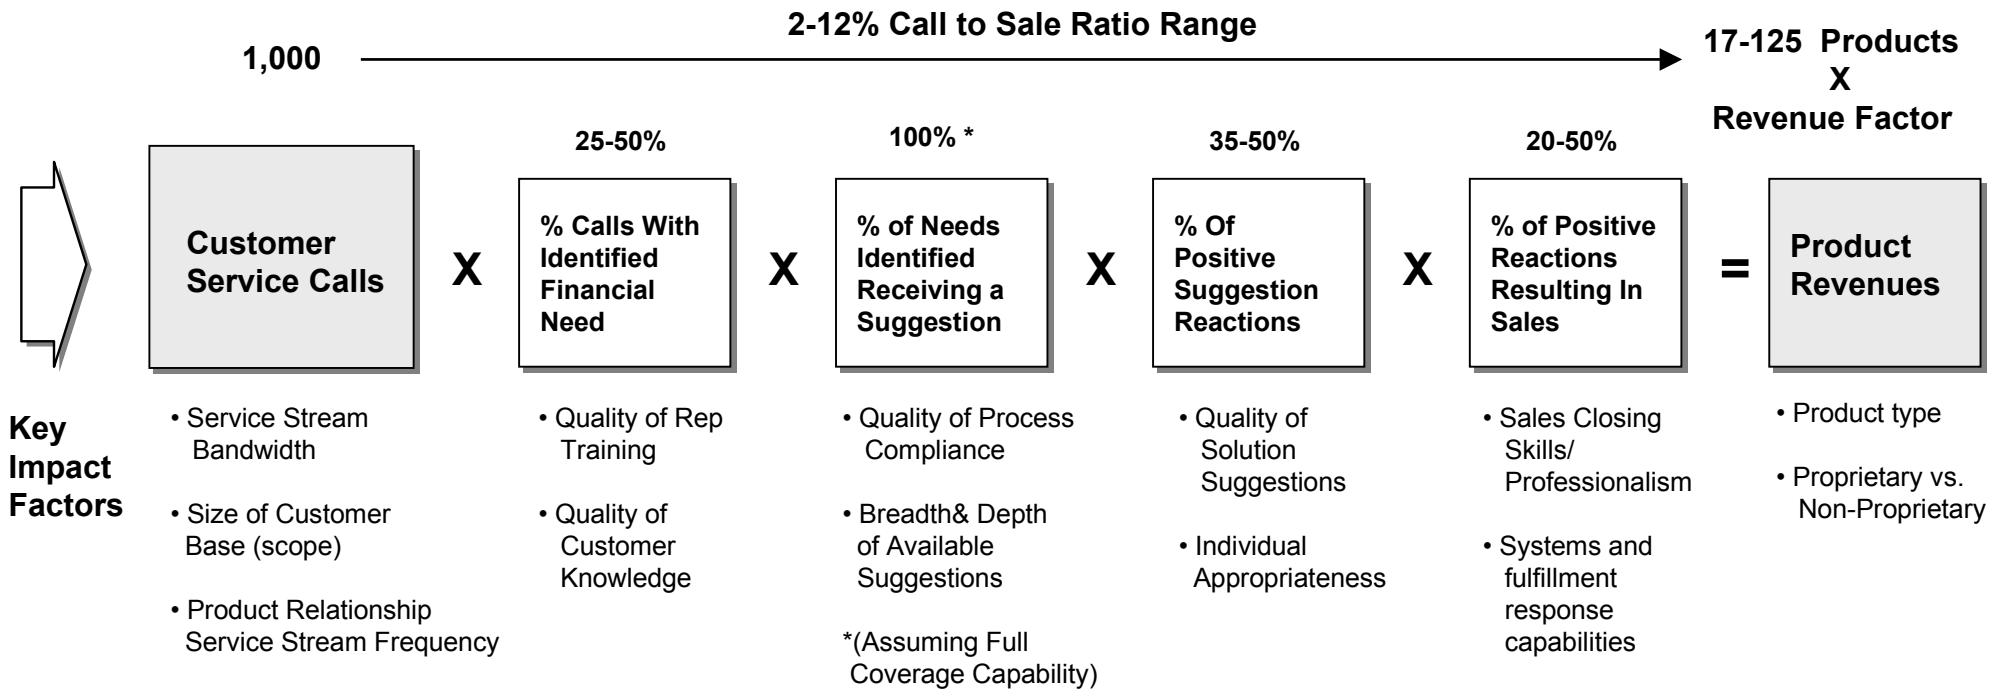 2-12% Call to Sale Ratio Range
1,000
17-125 Products
X
Revenue Factor
25-50%
100% *
35-50%
20-50%
Customer
Service Calls
X
% Calls With
Identified
Financial
Need
X
% of Needs
Identified
Receiving a
Suggestion
X
% Of
Positive
Suggestion
Reactions
X
% of Positive
Reactions
Resulting In
Sales
=
Product
Revenues
Key
Impact
Factors
• Service Stream
Bandwidth
• Size of Customer
Base (scope)
• Product Relationship
Service Stream Frequency
• Quality of Rep
Training
• Quality of
Customer
Knowledge
• Quality of Process
Compliance
• Breadth& Depth
of Available
Suggestions
*(Assuming Full
Coverage Capability)
• Quality of
Solution
Suggestions
• Individual
Appropriateness
• Sales Closing
Skills/
Professionalism
• Systems and
fulfillment
response
capabilities
• Product type
• Proprietary vs.
Non-Proprietary